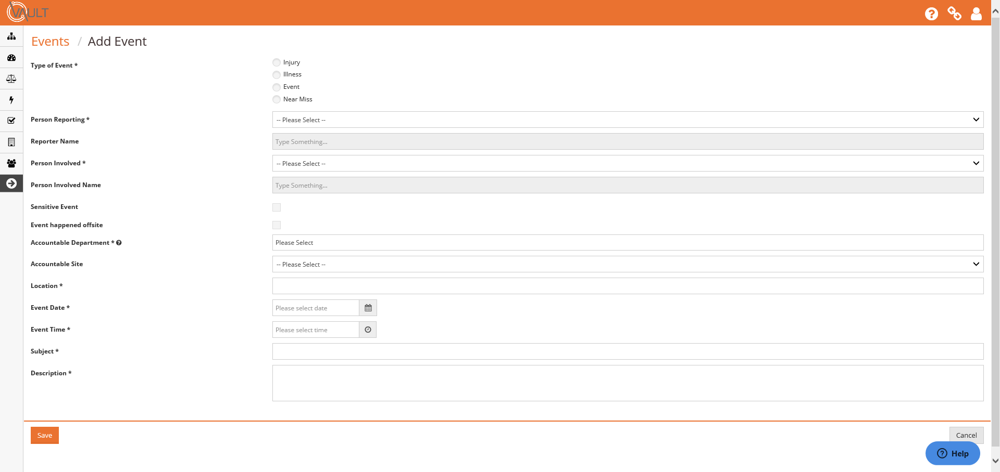 VAULT
Events / Add Event
Type of Event *
Injury
Illness
Event
Near Miss
Person Reporting *
-- Please Select --
Reporter Name
Type Something...
Person Involved *
-- Please Select --
Person Involved Name
Type Something...
Sensitive Event
Event happened offsite
Accountable Department *
Please Select
Accountable Site
-- Please Select --
Location *
Event Date *
Please select date
Event Time *
Please select time
Subject *
Description *
Save
Cancel
Help